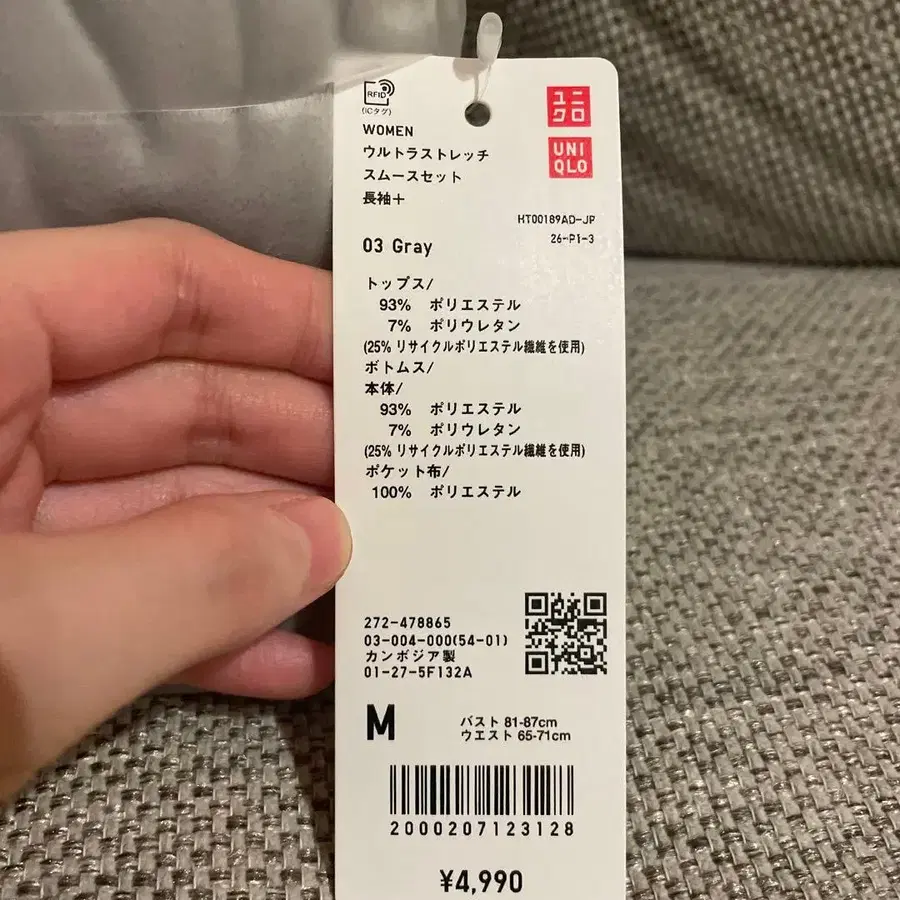 RFID
(ICタグ)
ユニ
クロ
UNI
QLO
WOMEN
ウルトラストレッチ
スムースセット
長袖+
HT00189AD-JP
26-P1-3
03 Gray
トップス/
93% ポリエステル
7% ポリウレタン
(25% リサイクルポリエステル繊維を使用)
ボトムス/
本体/
93% ポリエステル
7% ポリウレタン
(25% リサイクルポリエステル繊維を使用)
ポケット布/
100% ポリエステル
272-478865
03-004-000(54-01)
カンボジア製
01-27-5F132A
M
バスト 81-87cm
ウエスト 65-71cm
2000207123128
¥4,990